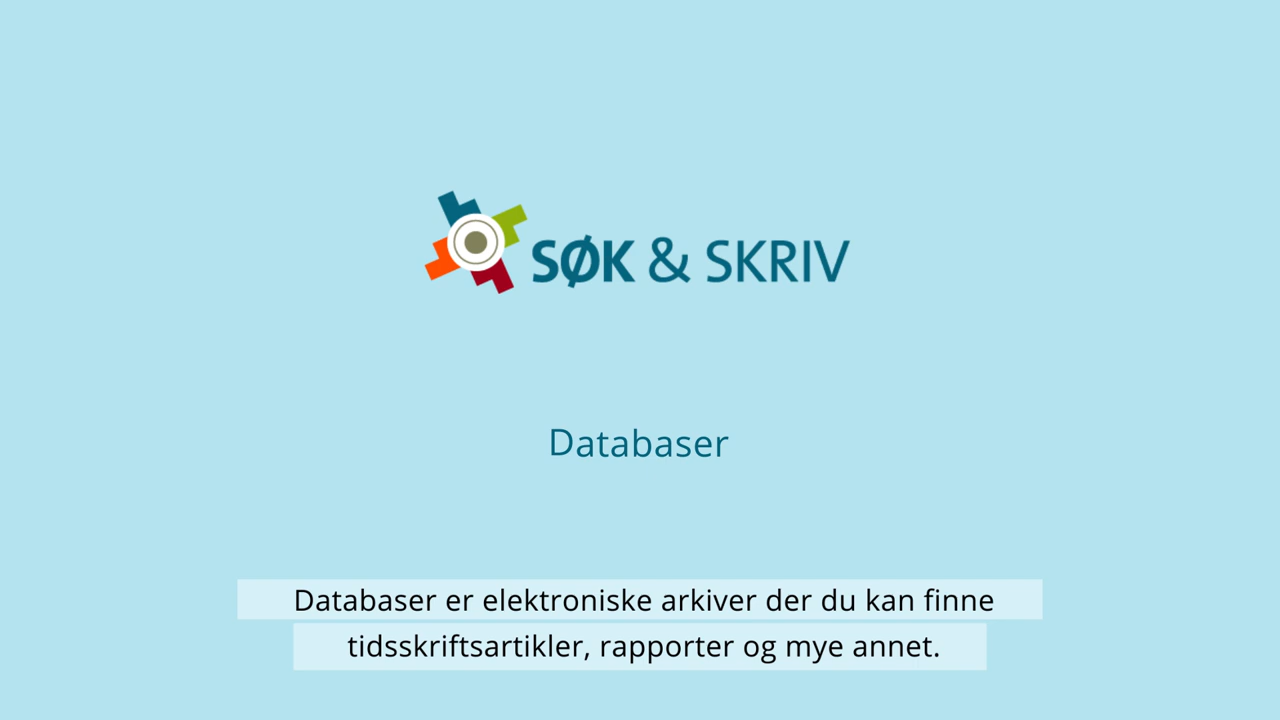 SØK & SKRIV
Databaser
Databaser er elektroniske arkiver der du kan finne
tidsskriftsartikler, rapporter og mye annet.